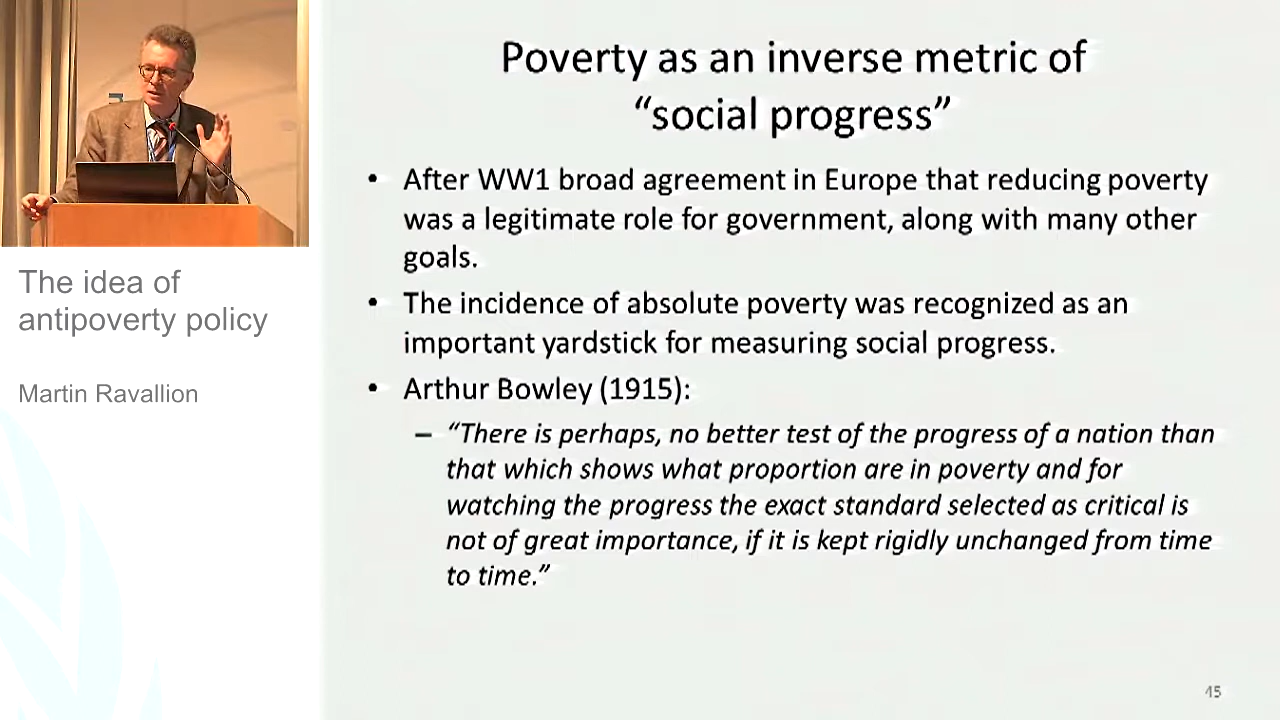 Poverty as an inverse metric of
“social progress”
• After WW1 broad agreement in Europe that reducing poverty
was a legitimate role for government, along with many other
goals.
• The incidence of absolute poverty was recognized as an
important yardstick for measuring social progress.
• Arthur Bowley (1915):
– “There is perhaps, no better test of the progress of a nation than
that which shows what proportion are in poverty and for
watching the progress the exact standard selected as critical is
not of great importance, if it is kept rigidly unchanged from time
to time.”
The idea of
antipoverty policy
Martin Ravallion
15